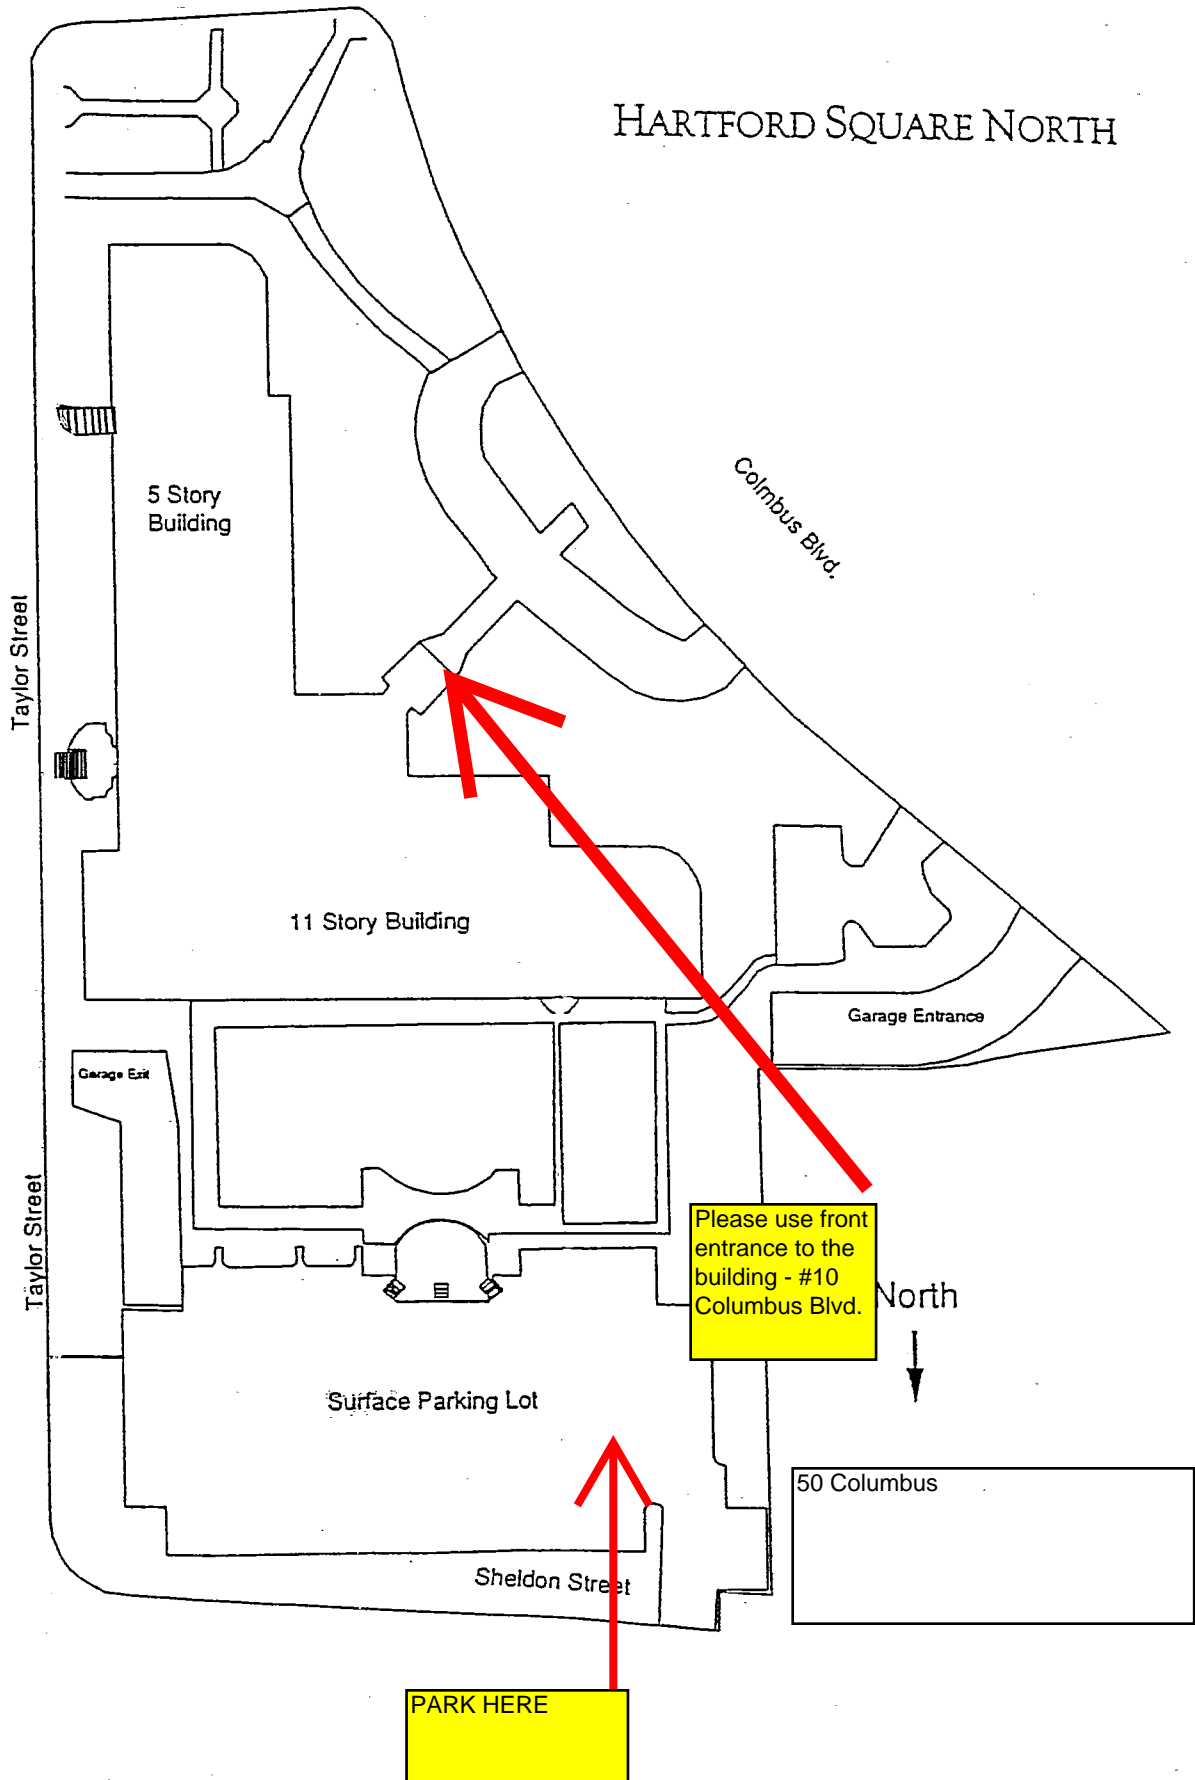 HARTFORD SQUARE NORTH
Colmbus Blvd.
5 Story
Building
Taylor Street
11 Story Building
Garage Entrance
Garage Exit
Taylor Street
Please use front
entrance to the
building - #10
Columbus Blvd.
North
Surface Parking Lot
50 Columbus
Sheldon Street
PARK HERE